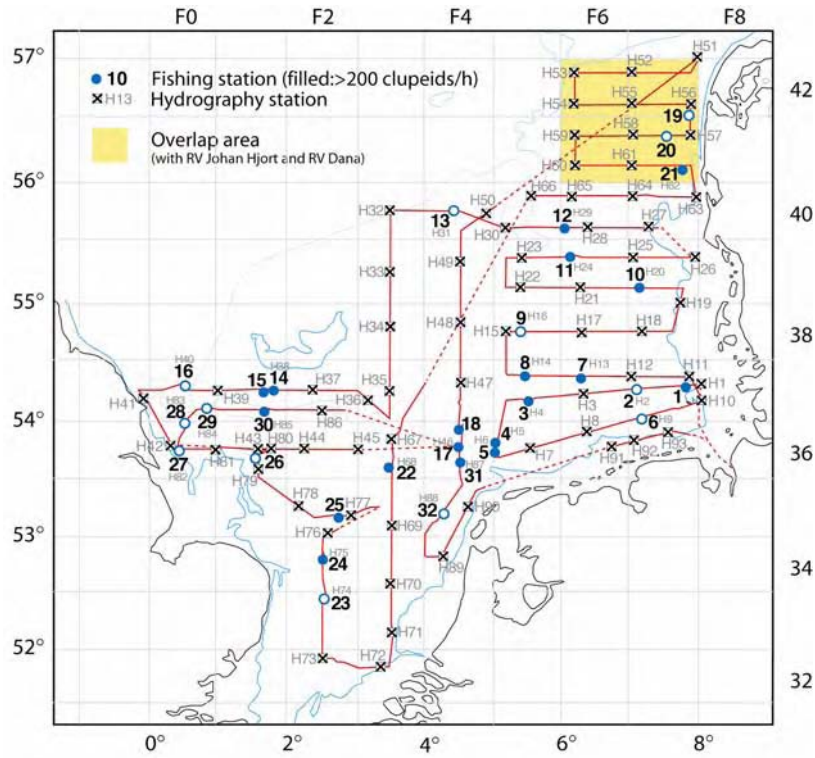 F0 F2 F4 F6 F8
57° 56° 55° 54° 53° 52°
42 40 38 36 34 32
0° 2° 4° 6° 8°
10 Fishing station (filled:>200 clupeids/h)
H13 Hydrography station
Overlap area
(with RV Johan Hjort and RV Dana)
H51
H53 H52
H54 H55 H56
19
H59 H58 H57
20
H60 H61 21 H62
H66 H65 H64 H63
H32 13 H31 H50 12 H29
H30 H28 H27
H33 H49 H23 11 H24 H25 H26
H22 H21 10 H20
H19
H34 H48 9 H16
H15 H17 H18
16 H40 15 14 H38 H37 H35 H47 8 H14 7 H13 H12 H11
H41 H39 H36 H1
H83 28 29 30 H85 H86 3 H4 H3 2 H2 1 H10
H84 18 4 6 H9
H42 H43 H80 H44 H45 H67 17 H46 H6 H5 H8 H93
27 H82 H81 26 5 H7 H91 H92
H79 22 H68 31 H87
H78 25 H77 32 H88 H90
H76 H69
24 H75 H89
23 H74 H70
H71
H73 H72